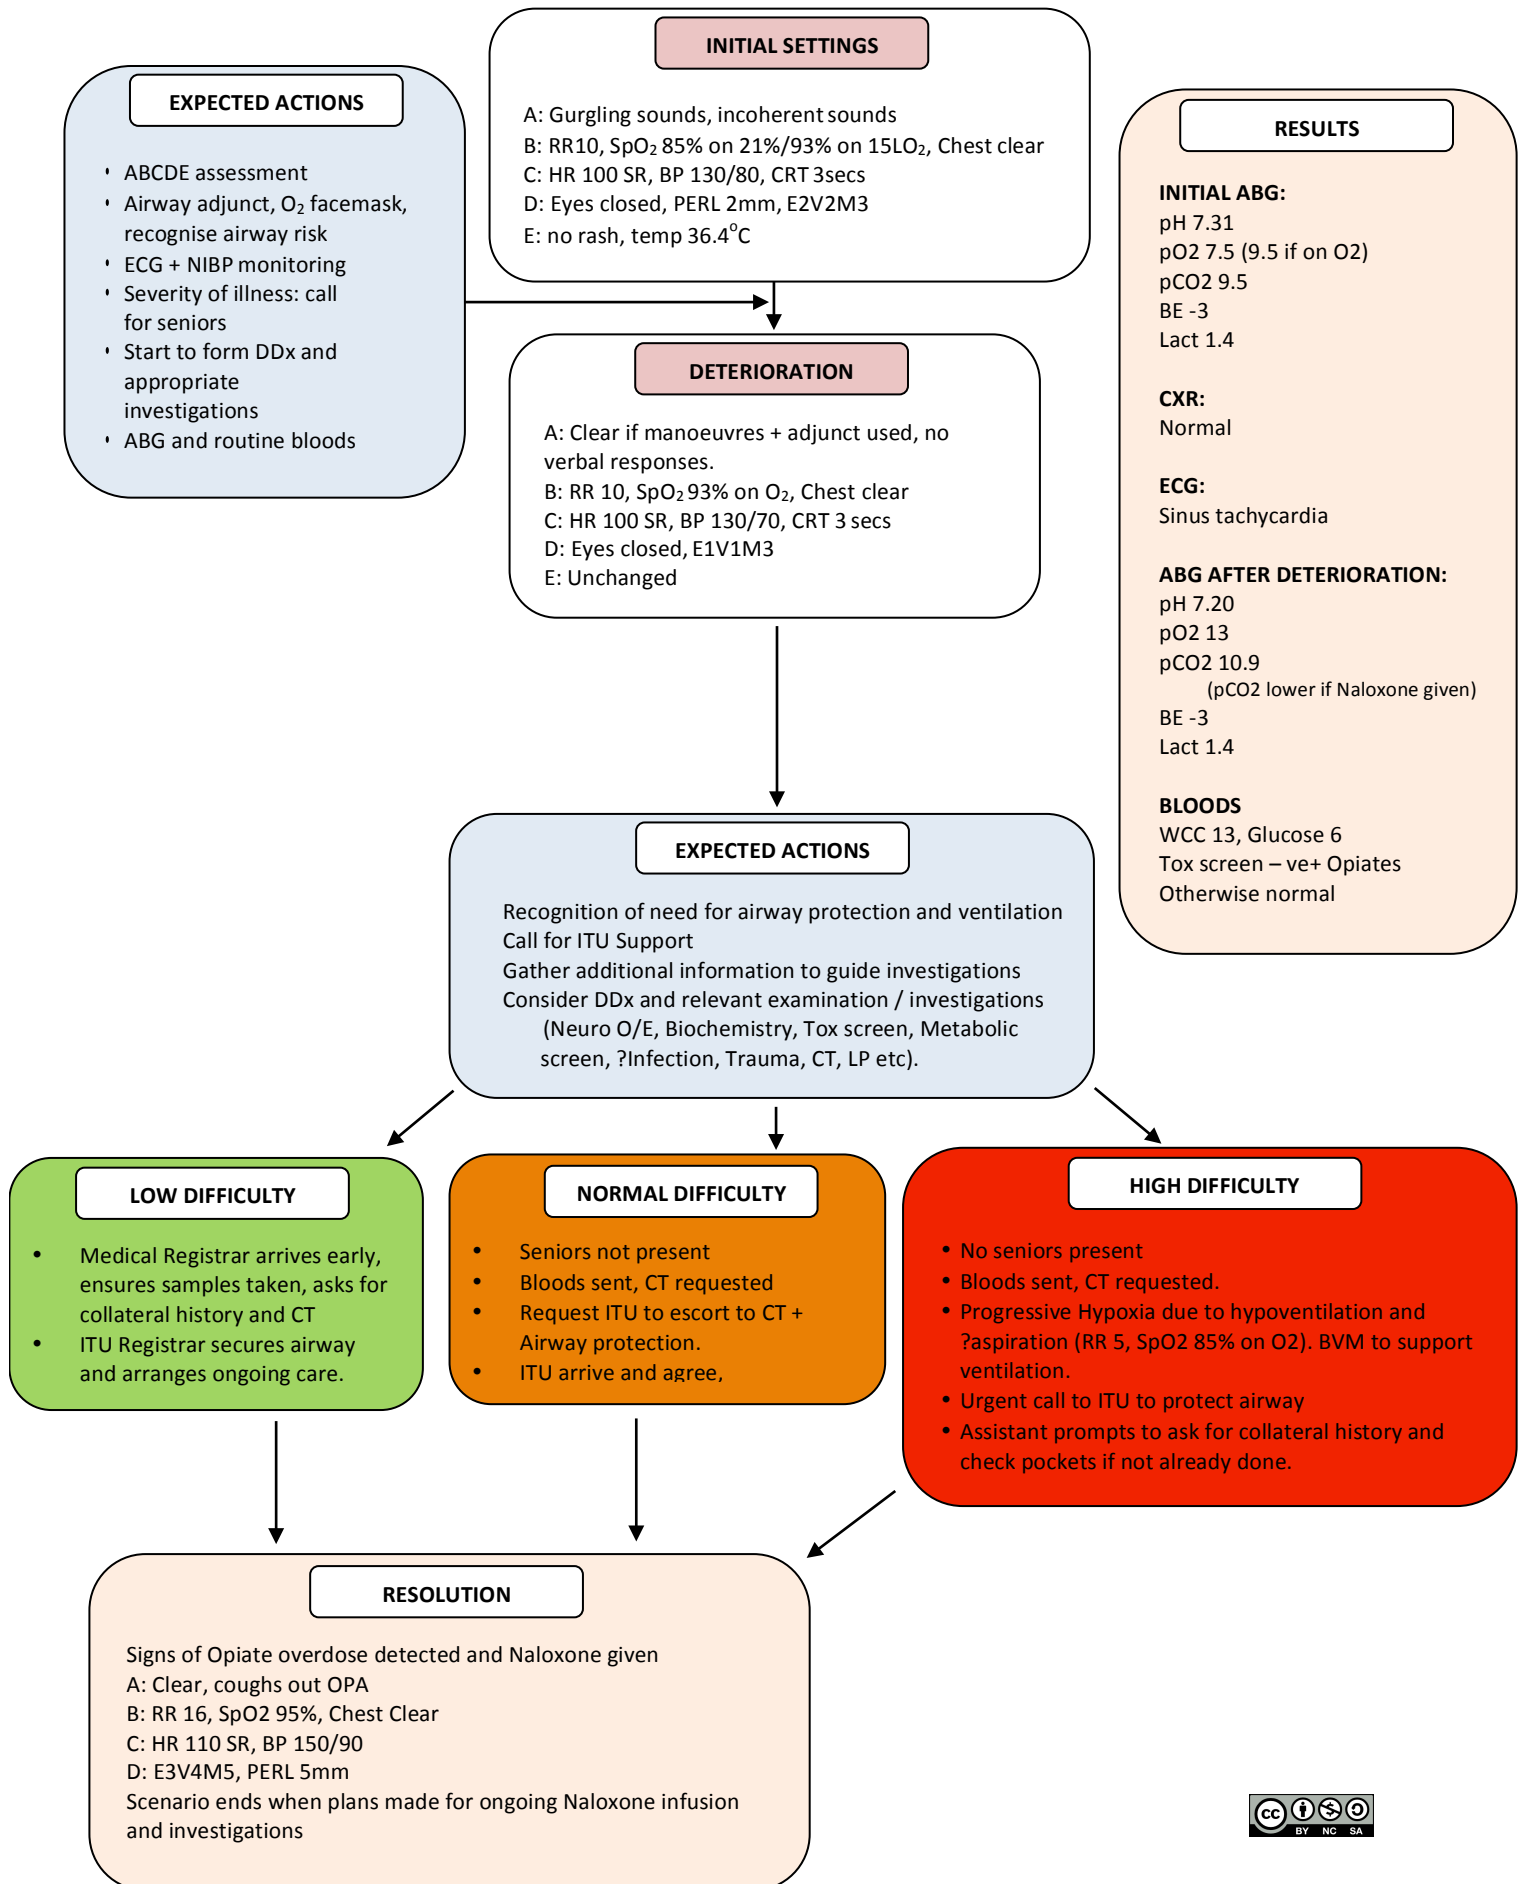 INITIAL SETTINGS
A: Gurgling sounds, incoherent sounds
B: RR10, SpO₂ 85% on 21%/93% on 15LO₂, Chest clear
C: HR 100 SR, BP 130/80, CRT 3secs
D: Eyes closed, PERL 2mm, E2V2M3
E: no rash, temp 36.4°C
EXPECTED ACTIONS
• ABCDE assessment
• Airway adjunct, O₂ facemask,
recognise airway risk
• ECG + NIBP monitoring
• Severity of illness: call
for seniors
• Start to form DDx and
appropriate
investigations
• ABG and routine bloods
RESULTS
INITIAL ABG:
pH 7.31
pO2 7.5 (9.5 if on O2)
pCO2 9.5
BE -3
Lact 1.4
CXR:
Normal
ECG:
Sinus tachycardia
ABG AFTER DETERIORATION:
pH 7.20
pO2 13
pCO2 10.9
(pCO2 lower if Naloxone given)
BE -3
Lact 1.4
BLOODS
WCC 13, Glucose 6
Tox screen – ve+ Opiates
Otherwise normal
DETERIORATION
A: Clear if manoeuvres + adjunct used, no
verbal responses.
B: RR 10, SpO₂ 93% on O₂, Chest clear
C: HR 100 SR, BP 130/70, CRT 3 secs
D: Eyes closed, E1V1M3
E: Unchanged
EXPECTED ACTIONS
Recognition of need for airway protection and ventilation
Call for ITU Support
Gather additional information to guide investigations
Consider DDx and relevant examination / investigations
(Neuro O/E, Biochemistry, Tox screen, Metabolic
screen, ?Infection, Trauma, CT, LP etc).
LOW DIFFICULTY
• Medical Registrar arrives early,
ensures samples taken, asks for
collateral history and CT
• ITU Registrar secures airway
and arranges ongoing care.
NORMAL DIFFICULTY
• Seniors not present
• Bloods sent, CT requested
• Request ITU to escort to CT +
Airway protection.
• ITU arrive and agree,
HIGH DIFFICULTY
• No seniors present
• Bloods sent, CT requested.
• Progressive Hypoxia due to hypoventilation and
?aspiration (RR 5, SpO2 85% on O2). BVM to support
ventilation.
• Urgent call to ITU to protect airway
• Assistant prompts to ask for collateral history and
check pockets if not already done.
RESOLUTION
Signs of Opiate overdose detected and Naloxone given
A: Clear, coughs out OPA
B: RR 16, SpO2 95%, Chest Clear
C: HR 110 SR, BP 150/90
D: E3V4M5, PERL 5mm
Scenario ends when plans made for ongoing Naloxone infusion
and investigations
cc
BY NC SA